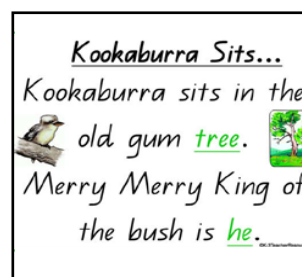 Kookaburra Sits...
Kookaburra sits in the
old gum tree.
Merry Merry King of
the bush is he.